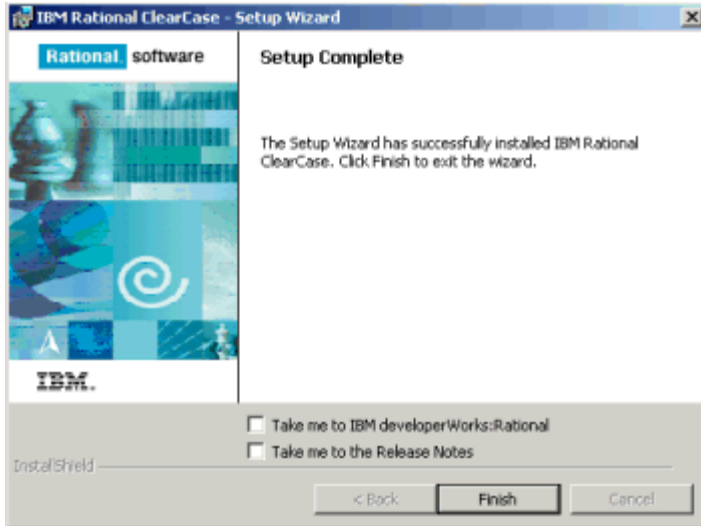 IBM Rational ClearCase - Setup Wizard
Rational. software
Setup Complete
The Setup Wizard has successfully installed IBM Rational
ClearCase. Click Finish to exit the wizard.
IBM.
Take me to IBM developerWorks:Rational
Take me to the Release Notes
InstallShield
< Back
Finish
Cancel